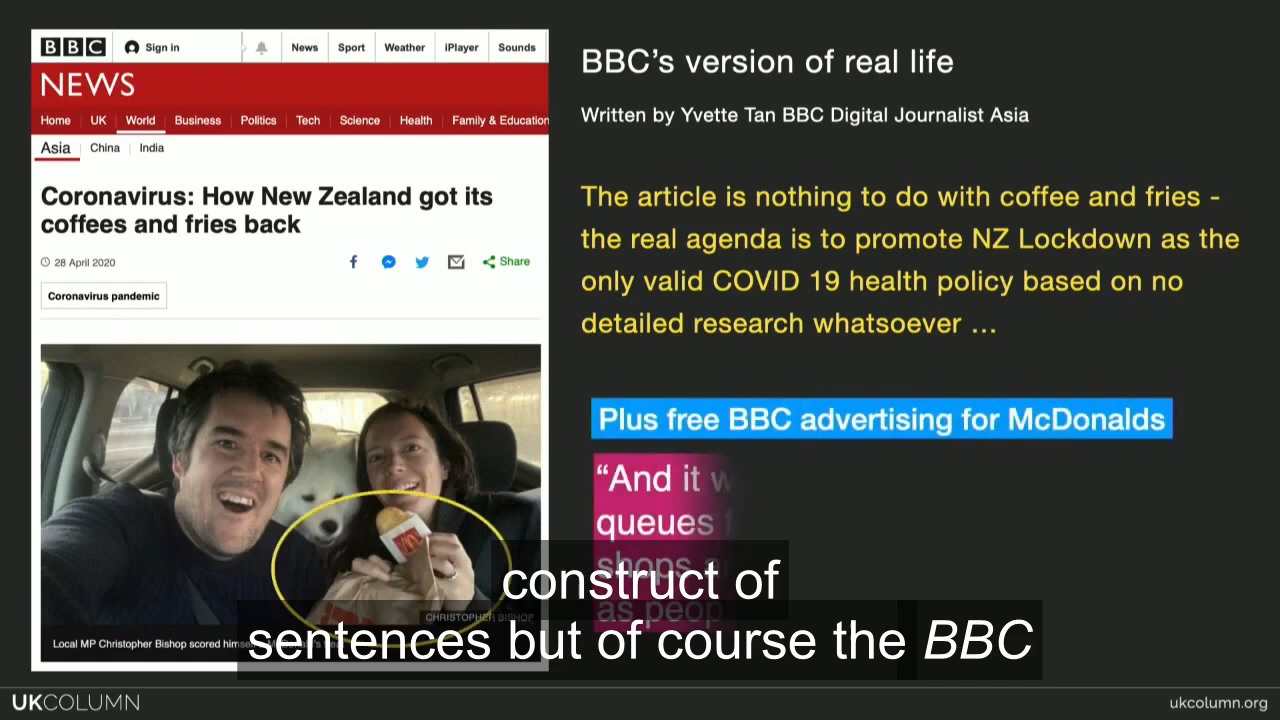 BBC
Sign in
News
Sport
Weather
iPlayer
Sounds
NEWS
Home
UK
World
Business
Politics
Tech
Science
Health
Family & Education
Asia
China
India
Coronavirus: How New Zealand got its
coffees and fries back
28 April 2020
Share
Coronavirus pandemic
CHRISTOPHER BISHOP
Local MP Christopher Bishop scored
BBC’s version of real life
Written by Yvette Tan BBC Digital Journalist Asia
The article is nothing to do with coffee and fries -
the real agenda is to promote NZ Lockdown as the
only valid COVID 19 health policy based on no
detailed research whatsoever ...
Plus free BBC advertising for McDonalds
“And it
queues
shops
as
construct of
sentences but of course the BBC
UKCOLUMN
ukcolumn.org